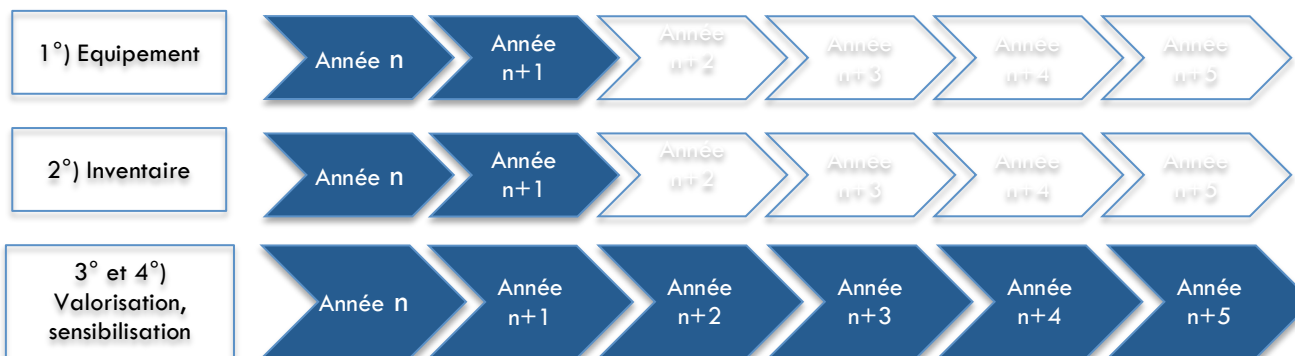 1°) Equipement
Année n
Année
n+1
Année
n+2
Année
n+3
Année
n+4
Année
n+5
2°) Inventaire
Année n
Année
n+1
Année
n+2
Année
n+3
Année
n+4
Année
n+5
3° et 4°)
Valorisation,
sensibilisation
Année n
Année
n+1
Année
n+2
Année
n+3
Année
n+4
Année
n+5